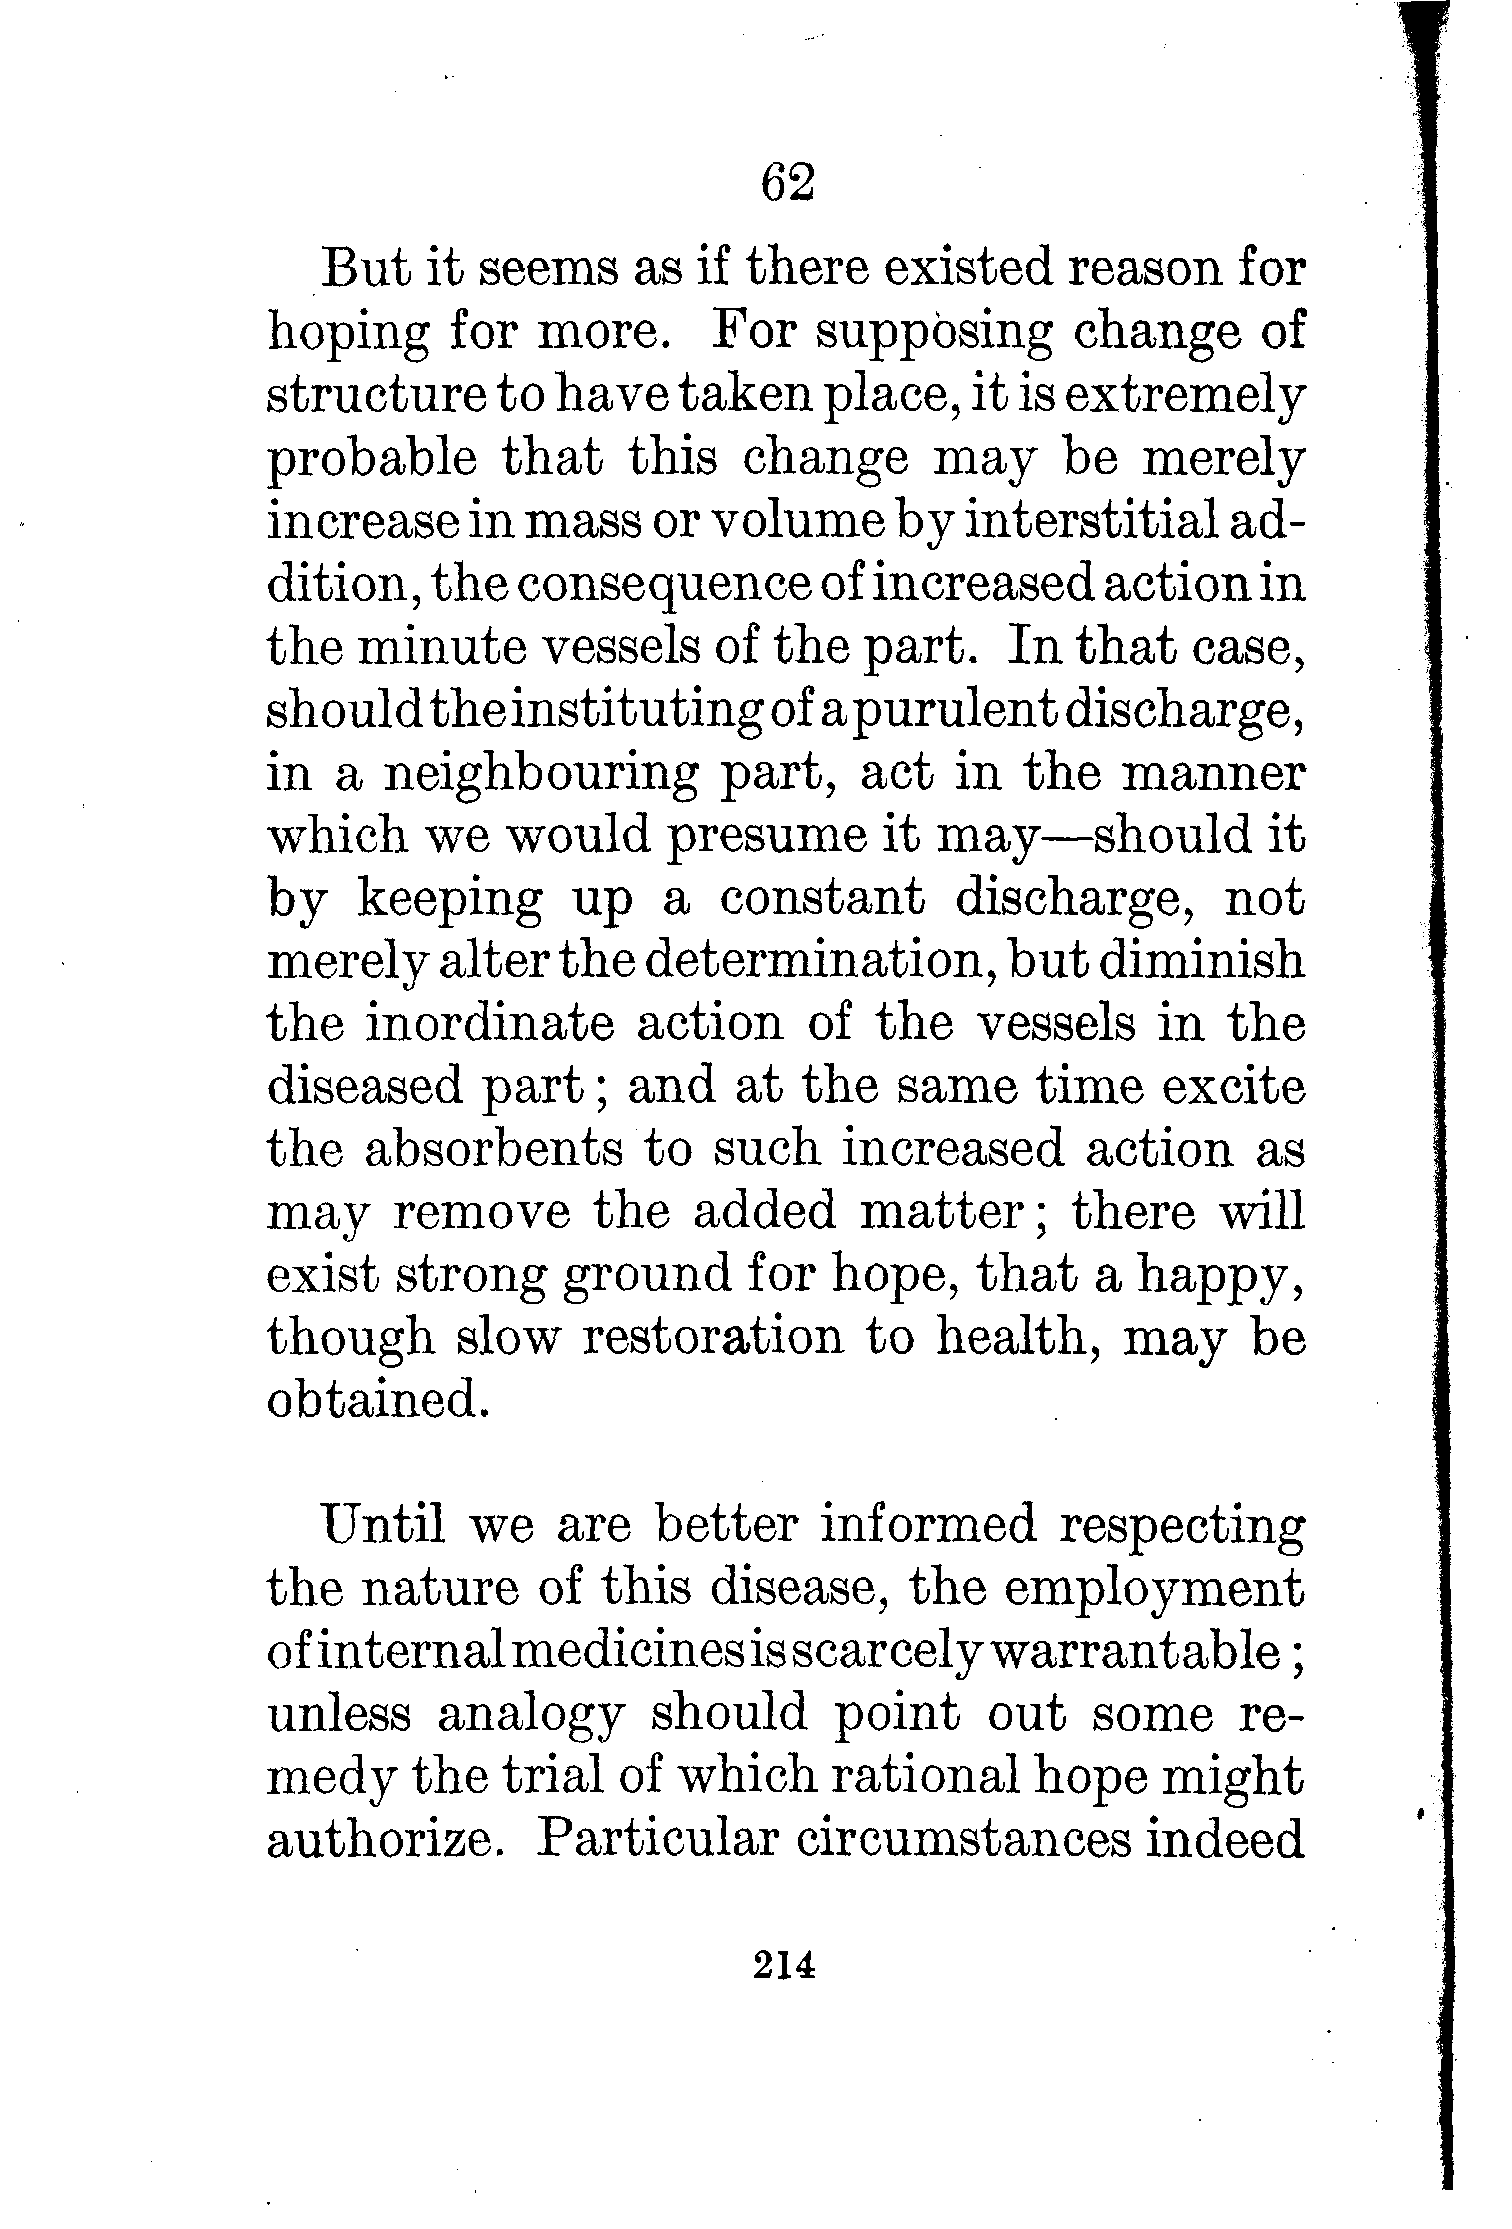 62
But it seems as if there existed reason for
hoping for more. For supposing change of
structure to have taken place, it is extremely
probable that this change may be merely
increase in mass or volume by interstitial ad-
dition, the consequence of increased action in
the minute vessels of the part. In that case,
should the instituting of a purulent discharge,
in a neighbouring part, act in the manner
which we would presume it may—should it
by keeping up a constant discharge, not
merely alter the determination, but diminish
the inordinate action of the vessels in the
diseased part; and at the same time excite
the absorbents to such increased action as
may remove the added matter; there will
exist strong ground for hope, that a happy,
though slow restoration to health, may be
obtained.
Until we are better informed respecting
the nature of this disease, the employment
of internal medicines is scarcely warrantable;
unless analogy should point out some re-
medy the trial of which rational hope might
authorize. Particular circumstances indeed
214